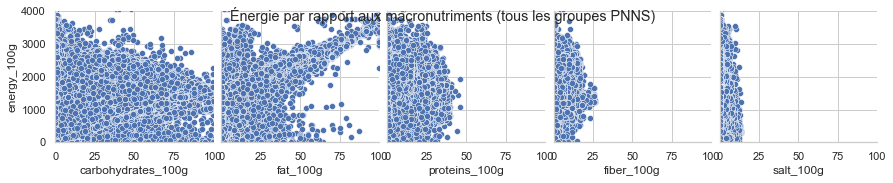 Énergie par rapport aux macronutriments (tous les groupes PNNS)
4000
3000
2000
1000
0
energy_100g
0 25 50 75 100
0 25 50 75 100
0 25 50 75 100
0 25 50 75 100
0 25 50 75 100
carbohydrates_100g fat_100g proteins_100g fiber_100g salt_100g